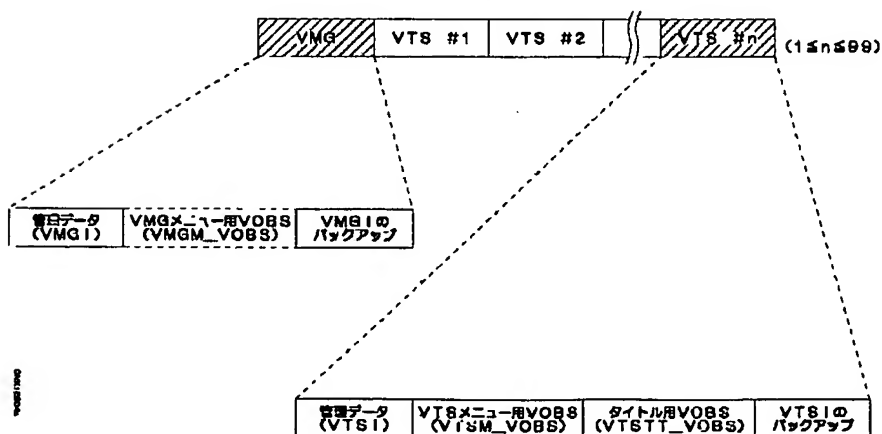 VMG VTS #1 VTS #2 VTS #n (1≦n≦99)
管理データ VMGメニュー用VOBS VMGIの
(VMGI) (VMGM_VOBS) バックアップ
管理データ VTSメニュー用VOBS タイトル用VOBS VTSIの
(VTSI) (VTSM_VOBS) (VTSTT_VOBS) バックアップ